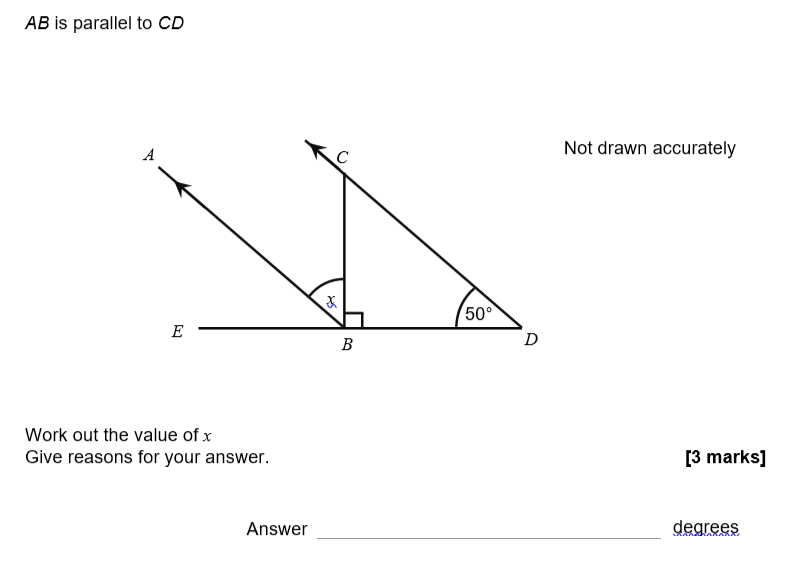 AB is parallel to CD
A
C
Not drawn accurately
x
50°
E
B
D
Work out the value of x
Give reasons for your answer.
[3 marks]
Answer
degrees